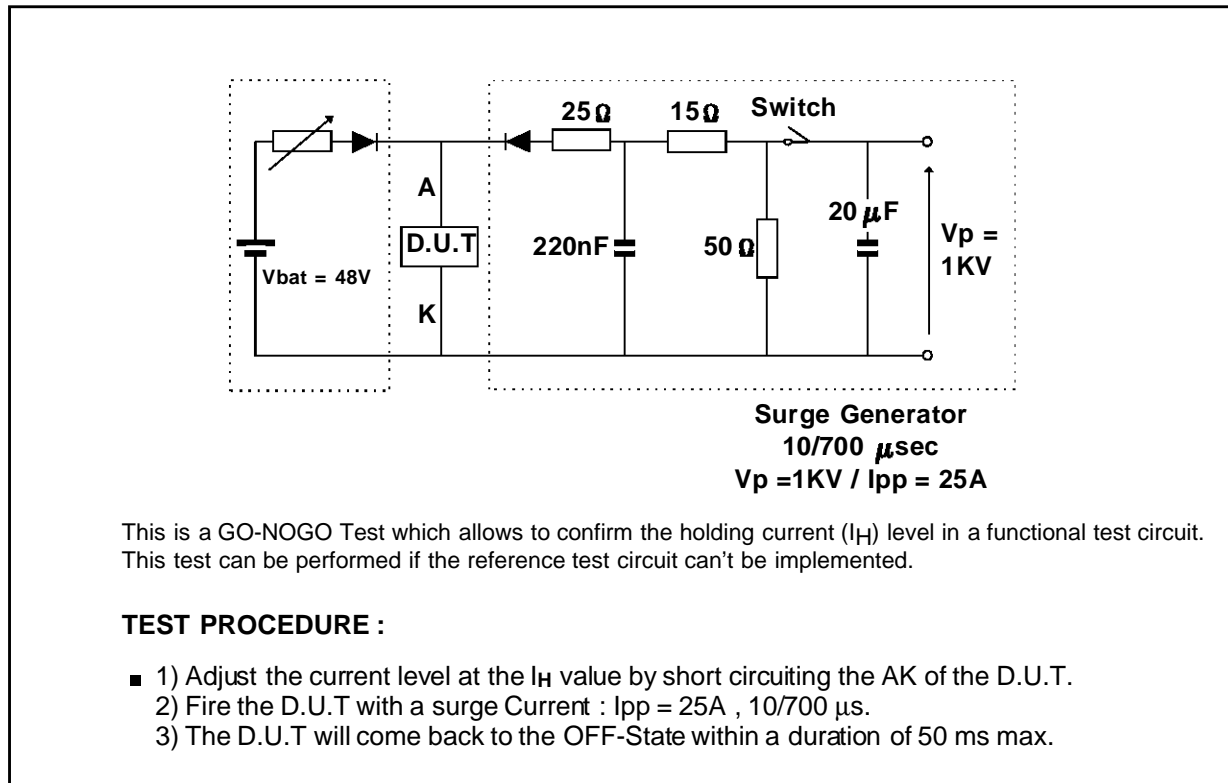 25Ω
15Ω
Switch
A
D.U.T
K
Vbat = 48V
220nF
50Ω
20 μF
Vp =
1KV
Surge Generator
10/700 μsec
Vp =1KV / Ipp = 25A
This is a GO-NOGO Test which allows to confirm the holding current (IH) level in a functional test circuit.
This test can be performed if the reference test circuit can't be implemented.
TEST PROCEDURE :
■ 1) Adjust the current level at the IH value by short circuiting the AK of the D.U.T.
2) Fire the D.U.T with a surge Current : Ipp = 25A , 10/700 μs.
3) The D.U.T will come back to the OFF-State within a duration of 50 ms max.